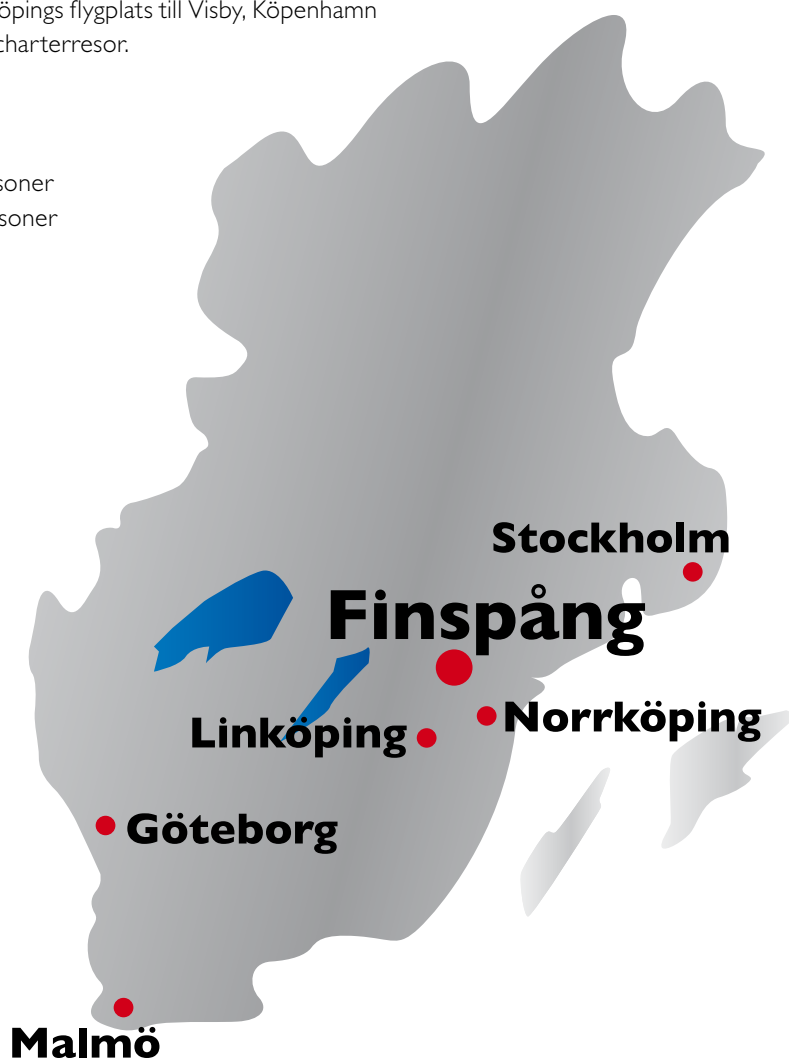 öpings flygplats till Visby, Köpenhamn
charterresor.
soner
soner
Stockholm
Finspång
Norrköping
Linköping
Göteborg
Malmö